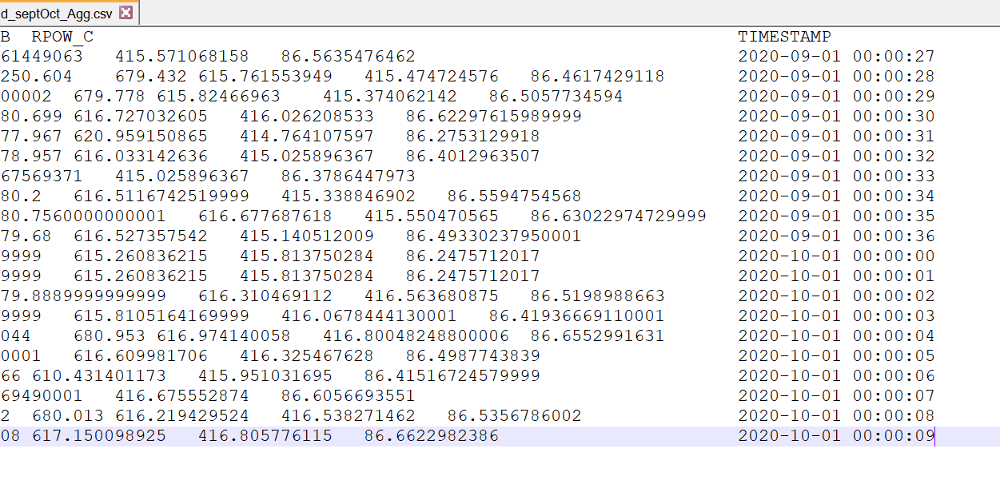 d_septOct_Agg.csv
B RPOW_C TIMESTAMP
61449063 415.571068158 86.5635476462 2020-09-01 00:00:27
250.604 679.432 615.761553949 415.474724576 86.4617429118 2020-09-01 00:00:28
00002 679.778 615.82466963 415.374062142 86.5057734594 2020-09-01 00:00:29
80.699 616.727032605 416.026208533 86.62297615989999 2020-09-01 00:00:30
77.967 620.959150865 414.764107597 86.2753129918 2020-09-01 00:00:31
78.957 616.033142636 415.025896367 86.4012963507 2020-09-01 00:00:32
67569371 415.025896367 86.3786447973 2020-09-01 00:00:33
80.2 616.5116742519999 415.338846902 86.5594754568 2020-09-01 00:00:34
80.7560000000001 616.677687618 415.550470565 86.63022974729999 2020-09-01 00:00:35
79.68 616.527357542 415.140512009 86.49330237950001 2020-09-01 00:00:36
9999 615.260836215 415.813750284 86.2475712017 2020-10-01 00:00:00
9999 615.260836215 415.813750284 86.2475712017 2020-10-01 00:00:01
79.8889999999999 616.310469112 416.563680875 86.5198988663 2020-10-01 00:00:02
9999 615.8105164169999 416.0678444130001 86.41936669110001 2020-10-01 00:00:03
044 680.953 616.974140058 416.80048248800006 86.6552991631 2020-10-01 00:00:04
0001 616.609981706 416.325467628 86.4987743839 2020-10-01 00:00:05
66 610.431401173 415.951031695 86.41516724579999 2020-10-01 00:00:06
69490001 416.675552874 86.6056693551 2020-10-01 00:00:07
2 680.013 616.219429524 416.538271462 86.5356786002 2020-10-01 00:00:08
08 617.150098925 416.805776115 86.6622982386 2020-10-01 00:00:09